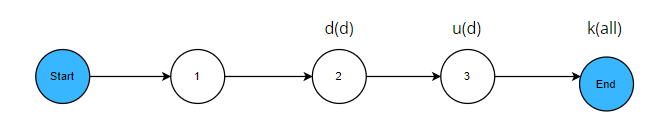 d(d) u(d) k(all)
Start 1 2 3 End